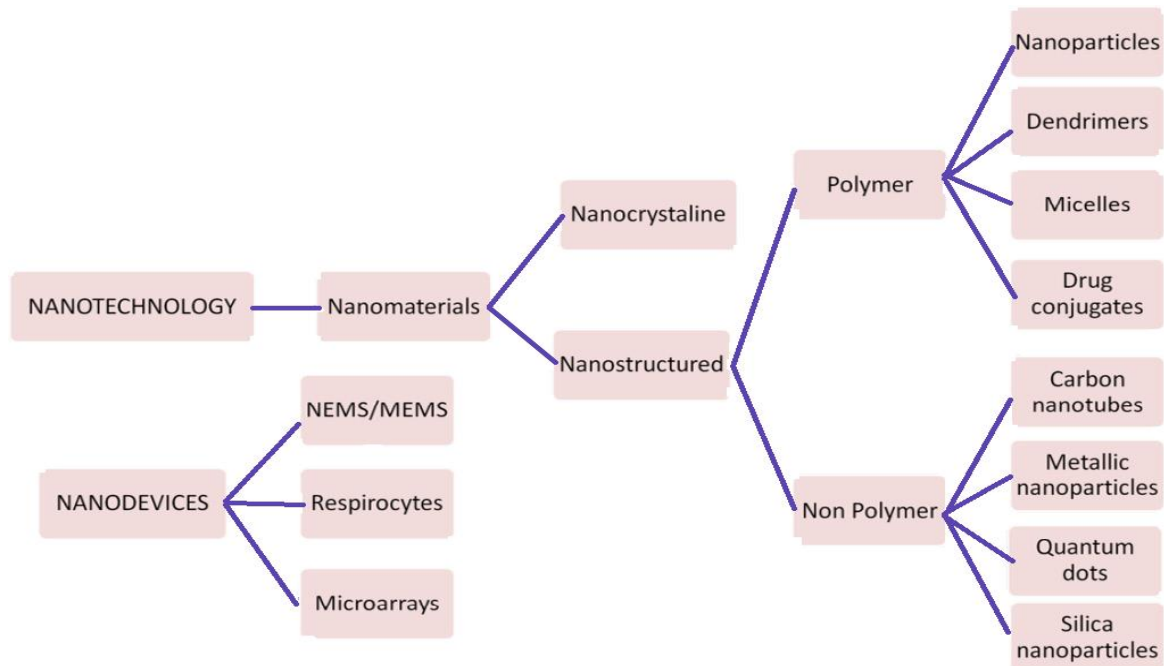 NANOTECHNOLOGY
Nanomaterials
Nanocrystaline
Nanostructured
Polymer
Nanoparticles
Dendrimers
Micelles
Drug
conjugates
Non Polymer
Carbon
nanotubes
Metallic
nanoparticles
Quantum
dots
Silica
nanoparticles
NANODEVICES
NEMS/MEMS
Respirocytes
Microarrays